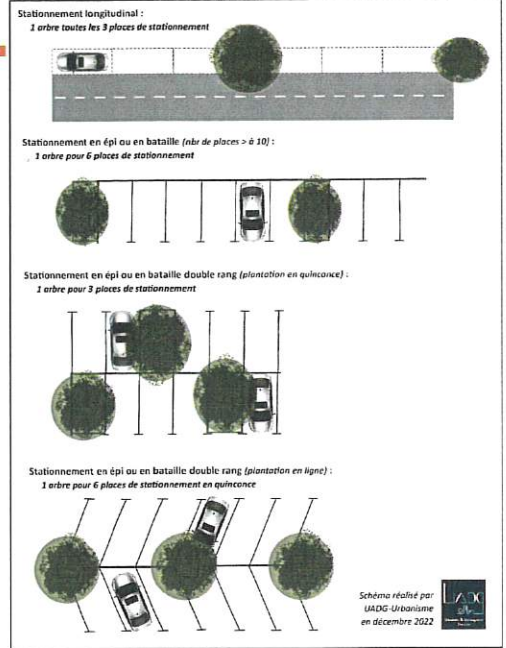 Stationnement longitudinal :
1 arbre toutes les 3 places de stationnement
Stationnement en épi ou en bataille (nbr de places > à 10) :
1 arbre pour 6 places de stationnement
Stationnement en épi ou en bataille double rang (plantation en quinconce) :
1 arbre pour 3 places de stationnement
Stationnement en épi ou en bataille double rang (plantation en ligne) :
1 arbre pour 6 places de stationnement en quinconce
Schéma réalisé par
UADG-Urbanisme
en décembre 2022
UADG